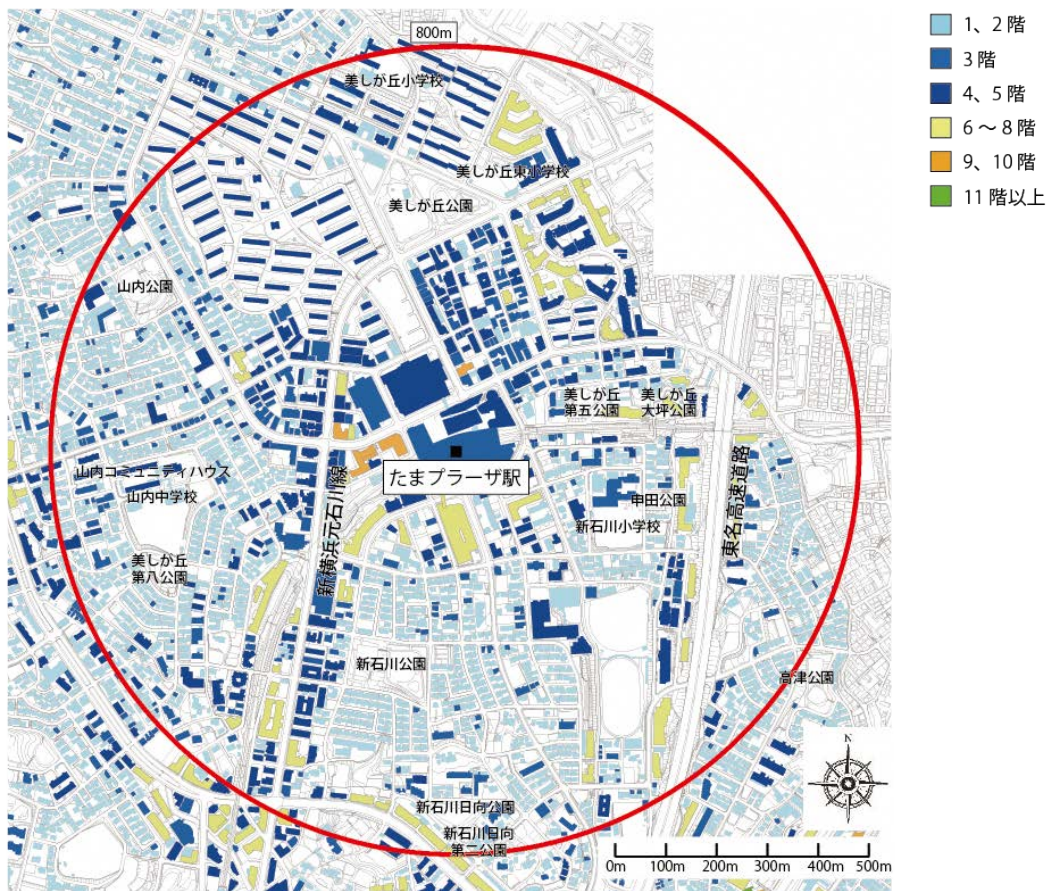 800m
1、2階
3階
4、5階
6～8階
9、10階
11階以上
美しが丘小学校
美しが丘東小学校
美しが丘公園
山内公園
美しが丘
第五公園
美しが丘
大坪公園
山内コミュニティハウス
山内中学校
たまプラーザ駅
新横浜元石川線
東名高速道路
申田公園
新石川小学校
美しが丘
第八公園
新石川公園
高津公園
新石川日向公園
新石川日向
第二公園
N
0m 100m 200m 300m 400m 500m